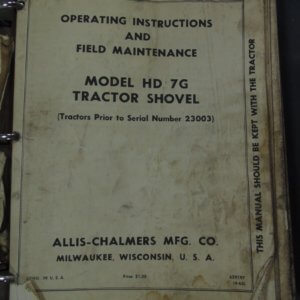 OPERATING INSTRUCTIONS
AND
FIELD MAINTENANCE
MODEL HD 7G
TRACTOR SHOVEL
(Tractors Prior to Serial Number 23003)
ALLIS-CHALMERS MFG. CO.
MILWAUKEE, WISCONSIN, U. S. A.
IN U. S. A.
THIS MANUAL SHOULD BE KEPT WITH THE TRACTOR